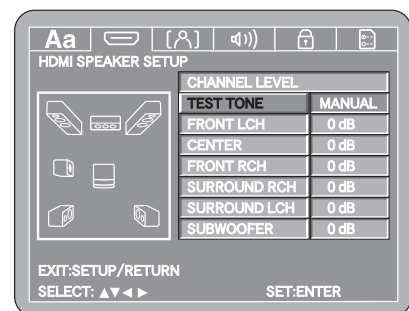 Aa
HDMI SPEAKER SETUP
CHANNEL LEVEL
TEST TONE MANUAL
FRONT LCH 0 dB
CENTER 0 dB
FRONT RCH 0 dB
SURROUND RCH 0 dB
SURROUND LCH 0 dB
SUBWOOFER 0 dB
EXIT:SETUP/RETURN
SELECT: ▲▼◄ ► SET:ENTER